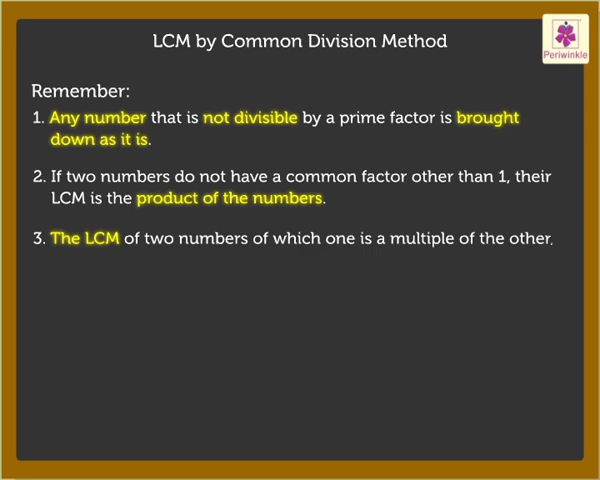 LCM by Common Division Method
Periwinkle
Remember:
1. Any number that is not divisible by a prime factor is brought
down as it is.
2. If two numbers do not have a common factor other than 1, their
LCM is the product of the numbers.
3. The LCM of two numbers of which one is a multiple of the other.